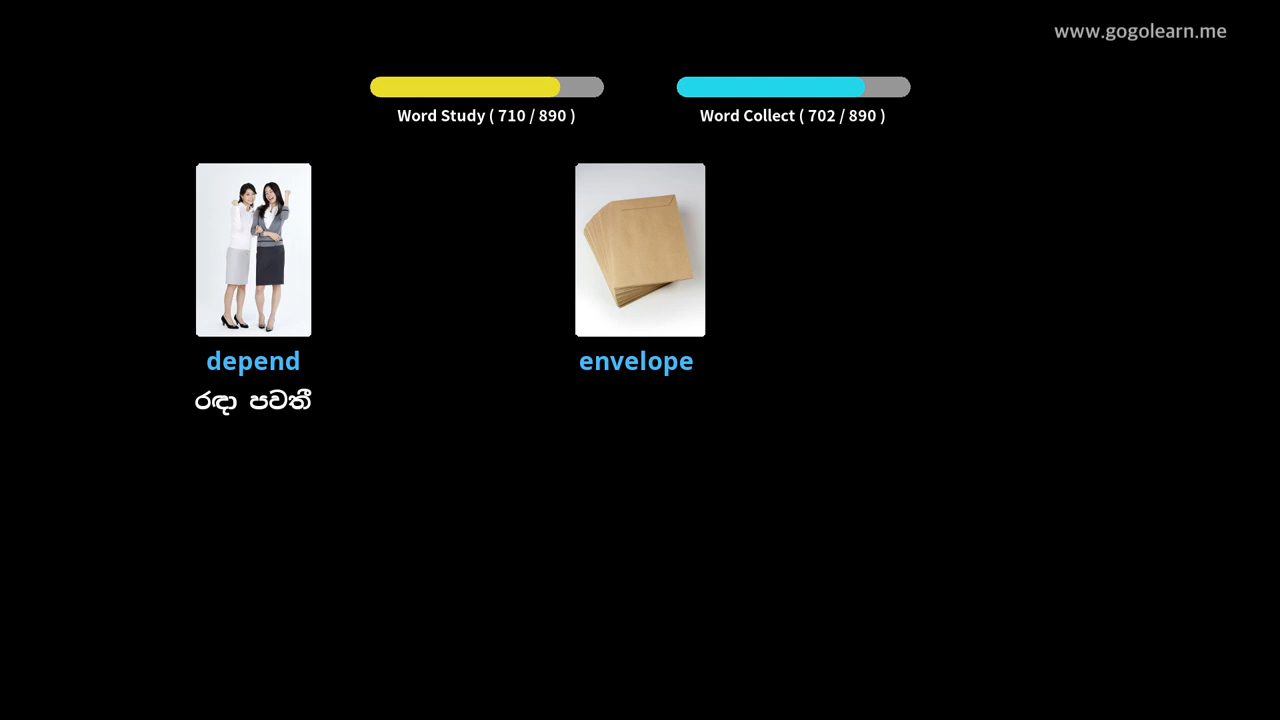 www.gogolearn.me
Word Study ( 710 / 890 )
Word Collect ( 702 / 890 )
depend
envelope
රඳා පවතී